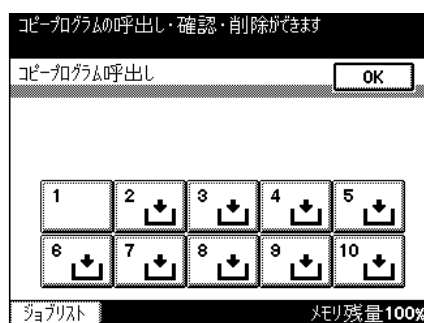 コピープログラムの呼出し・確認・削除ができます
コピープログラム呼出し
OK
1 2 3 4 5
6 7 8 9 10
ジョブリスト メモリ残量100%